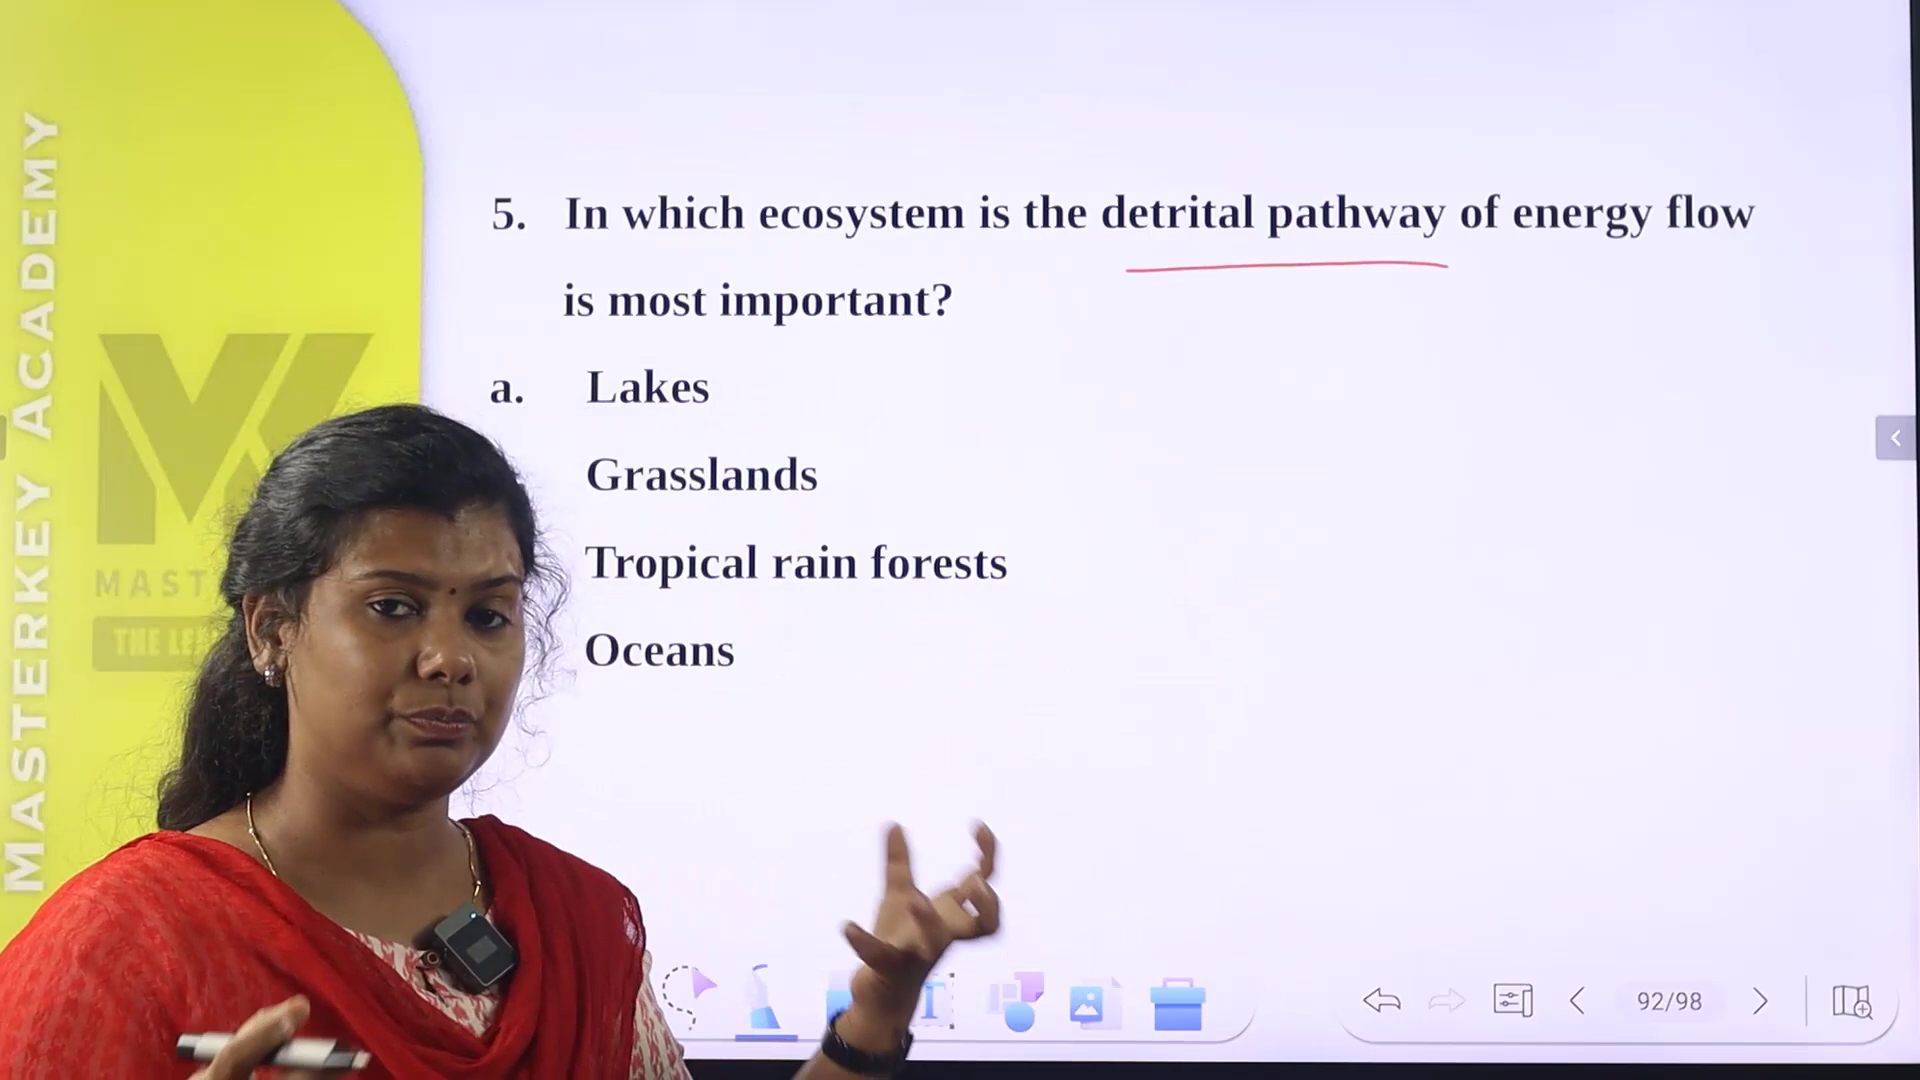 MASTERKEY ACADEMY
5. In which ecosystem is the detrital pathway of energy flow
is most important?
a. Lakes
Grasslands
Tropical rain forests
Oceans
92/98